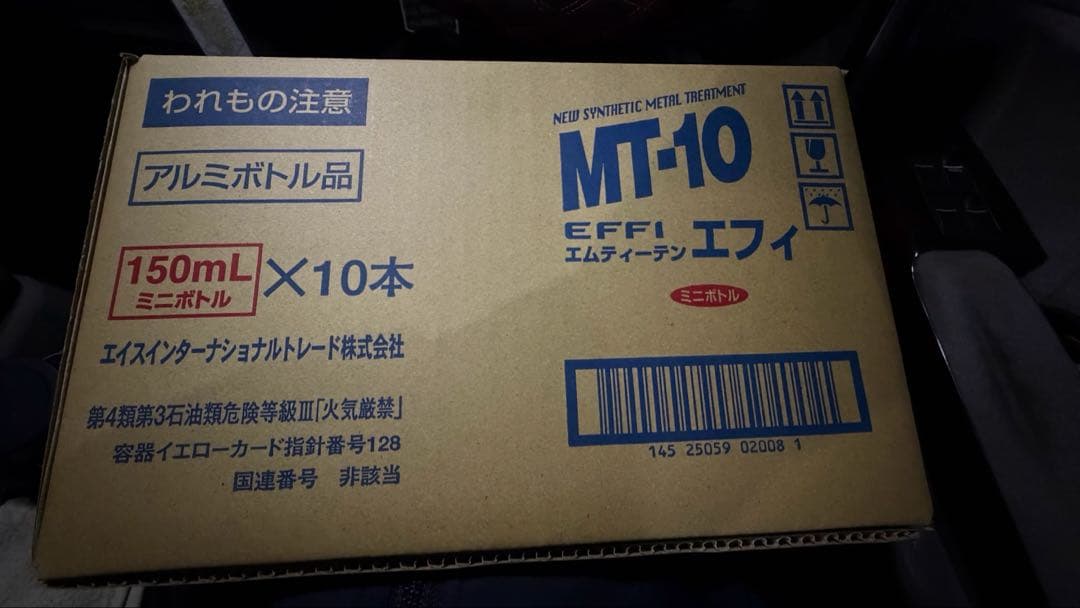 われもの注意
アルミボトル品
150mL
ミニボトル
×10本
エイスインターナショナルトレード株式会社
第4類第3石油類危険等級Ⅲ「火気厳禁」
容器イエローカード指針番号128
国連番号 非該当
NEW SYNTHETIC METAL TREATMENT
MT-10
EFFI
エムティーテン エフィ
ミニボトル
145 25059 02008 1